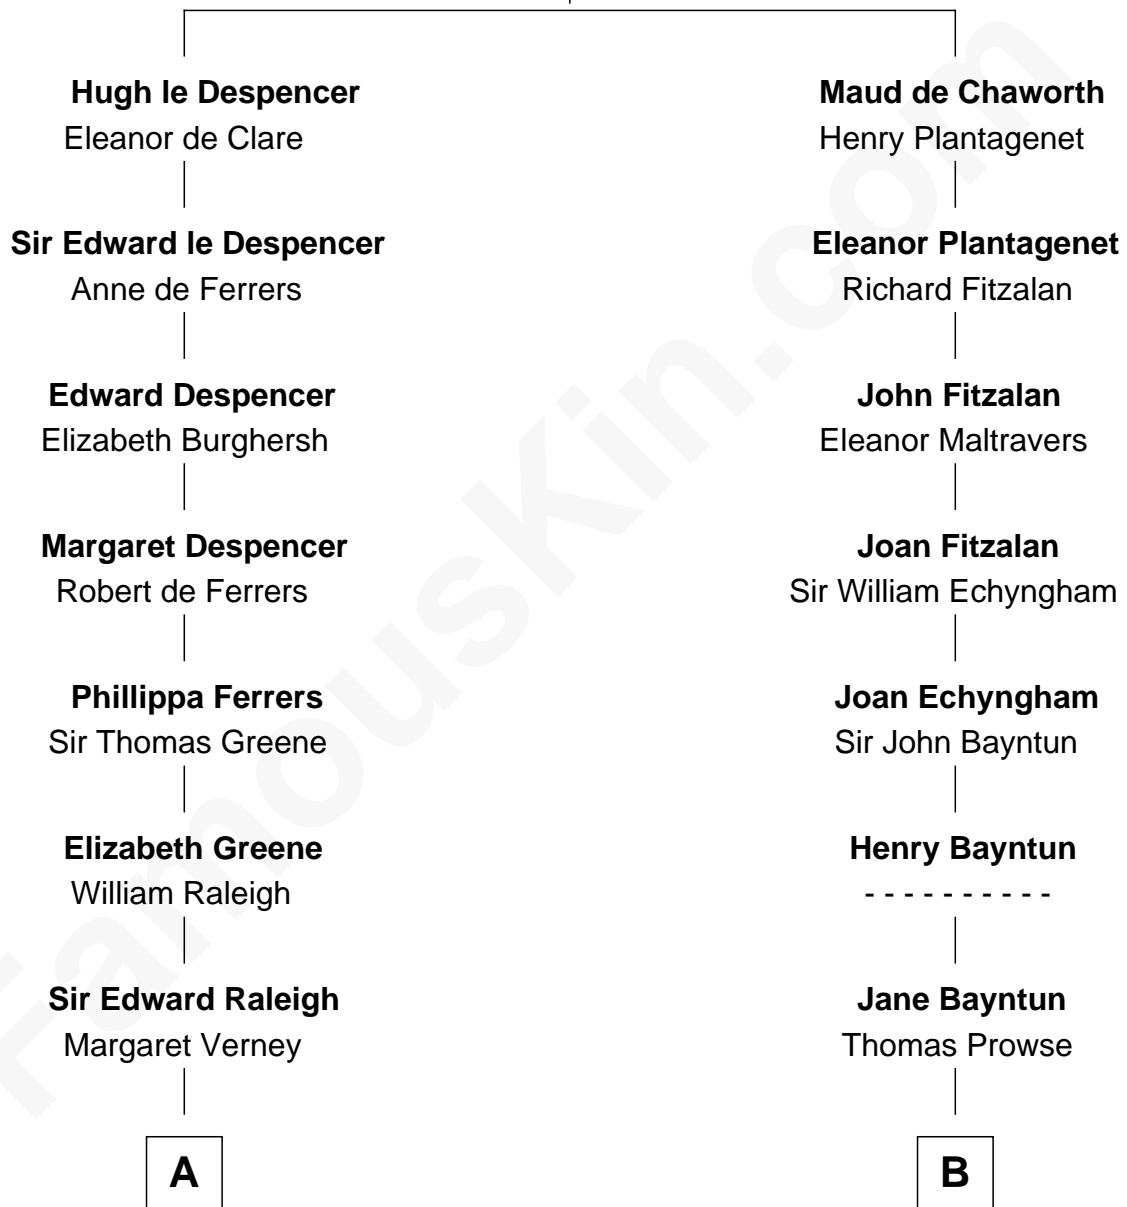 Hugh le Despencer
Eleanor de Clare
Sir Edward le Despencer
Anne de Ferrers
Edward Despencer
Elizabeth Burghersh
Margaret Despencer
Robert de Ferrers
Phillippa Ferrers
Sir Thomas Greene
Elizabeth Greene
William Raleigh
Sir Edward Raleigh
Margaret Verney
A
Maud de Chaworth
Henry Plantagenet
Eleanor Plantagenet
Richard Fitzalan
John Fitzalan
Eleanor Maltravers
Joan Fitzalan
Sir William Echyngham
Joan Echyngham
Sir John Bayntun
Henry Bayntun
- - - - - - - - - -
Jane Bayntun
Thomas Prowse
B
FamousKin.com